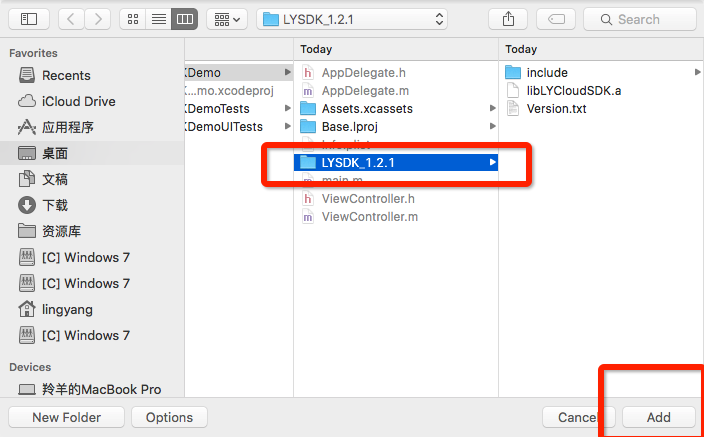 LYSDK_1.2.1
Search
Favorites
Recents
iCloud Drive
应用程序
桌面
文稿
下载
资源库
[C] Windows 7
[C] Windows 7
lingyang
[C] Windows 7
Devices
羚羊的MacBook Pro
KDemo
K...mo.xcodeproj
KDemoTests
KDemoUITests
Today
AppDelegate.h
AppDelegate.m
Assets.xcassets
Base.lproj
Info.plist
LYSDK_1.2.1
main.m
ViewController.h
ViewController.m
Today
include
libLYCloudSDK.a
Version.txt
New Folder
Options
Cancel
Add